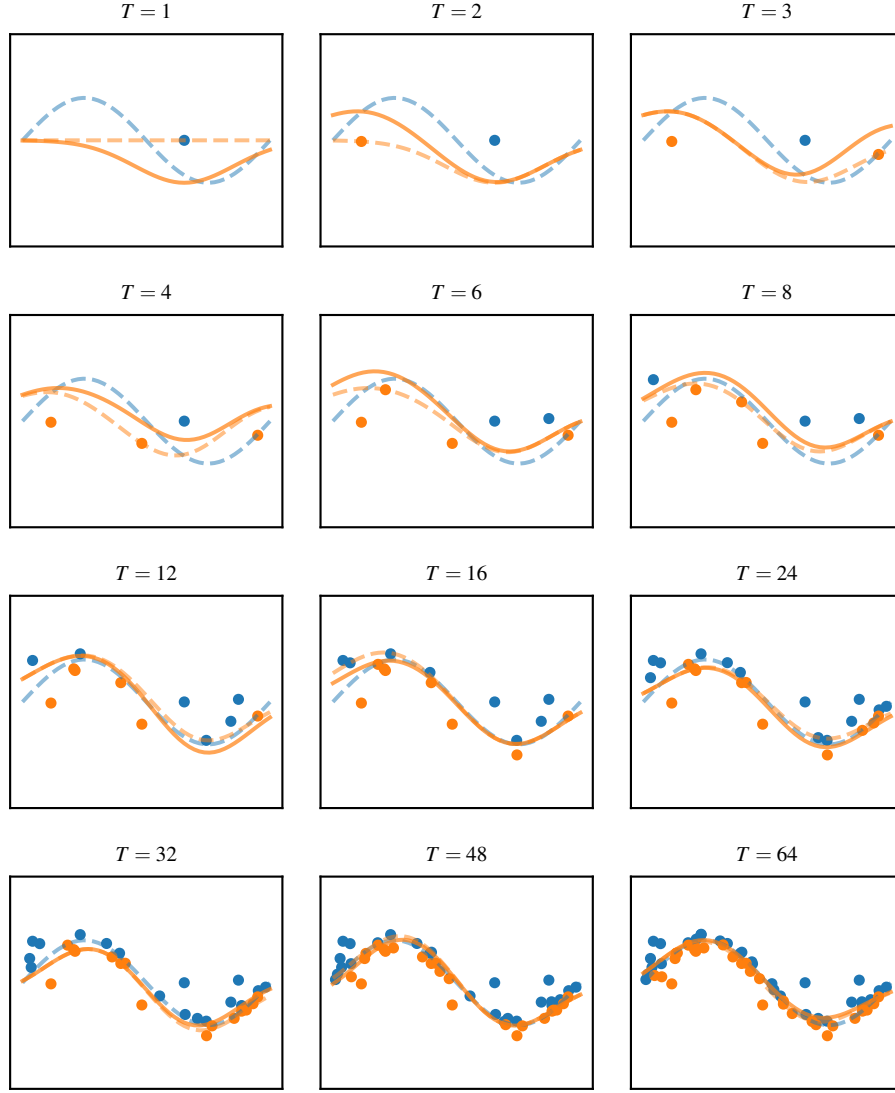 T = 1
T = 2
T = 3
T = 4
T = 6
T = 8
T = 12
T = 16
T = 24
T = 32
T = 48
T = 64